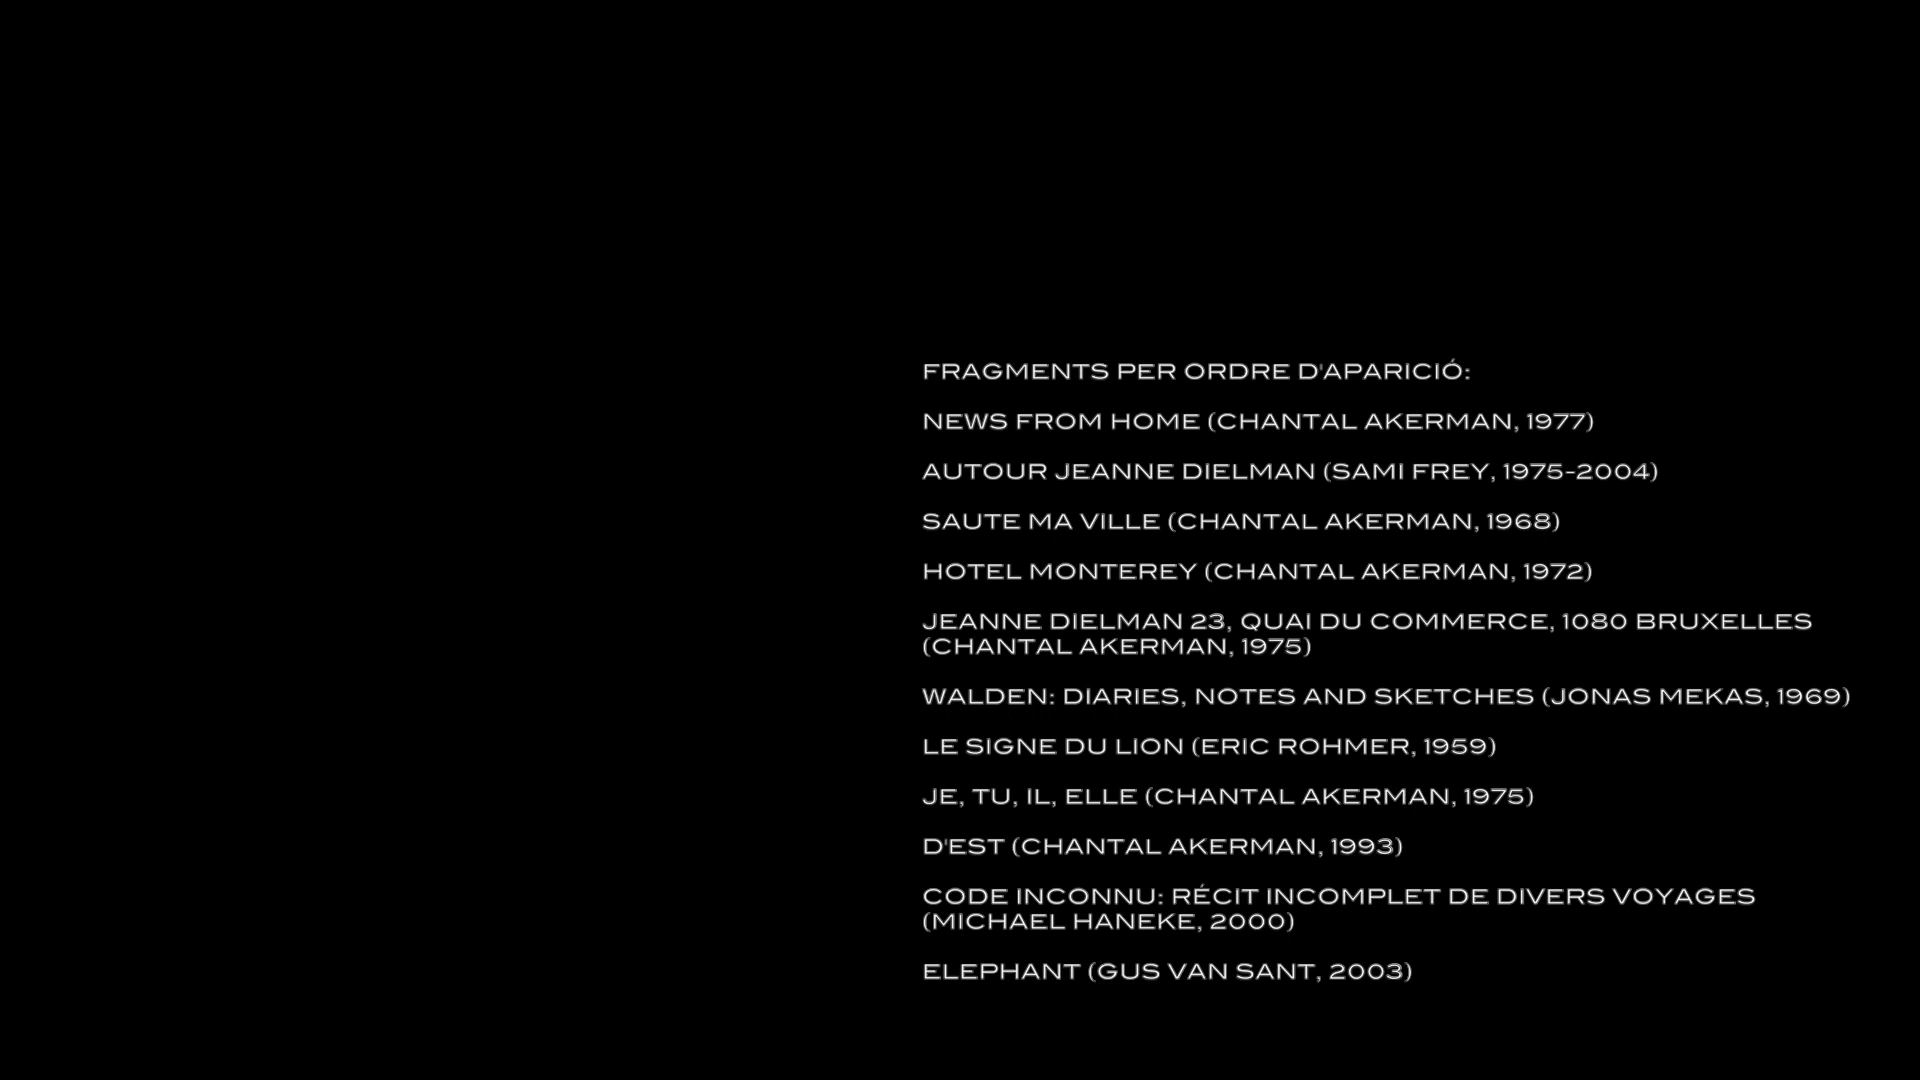 FRAGMENTS PER ORDRE D'APARICIÓ:
NEWS FROM HOME (CHANTAL AKERMAN, 1977)
AUTOUR JEANNE DIELMAN (SAMI FREY, 1975-2004)
SAUTE MA VILLE (CHANTAL AKERMAN, 1968)
HOTEL MONTEREY (CHANTAL AKERMAN, 1972)
JEANNE DIELMAN 23, QUAI DU COMMERCE, 1080 BRUXELLES
(CHANTAL AKERMAN, 1975)
WALDEN: DIARIES, NOTES AND SKETCHES (JONAS MEKAS, 1969)
LE SIGNE DU LION (ERIC ROHMER, 1959)
JE, TU, IL, ELLE (CHANTAL AKERMAN, 1975)
D'EST (CHANTAL AKERMAN, 1993)
CODE INCONNU: RÉCIT INCOMPLET DE DIVERS VOYAGES
(MICHAEL HANEKE, 2000)
ELEPHANT (GUS VAN SANT, 2003)